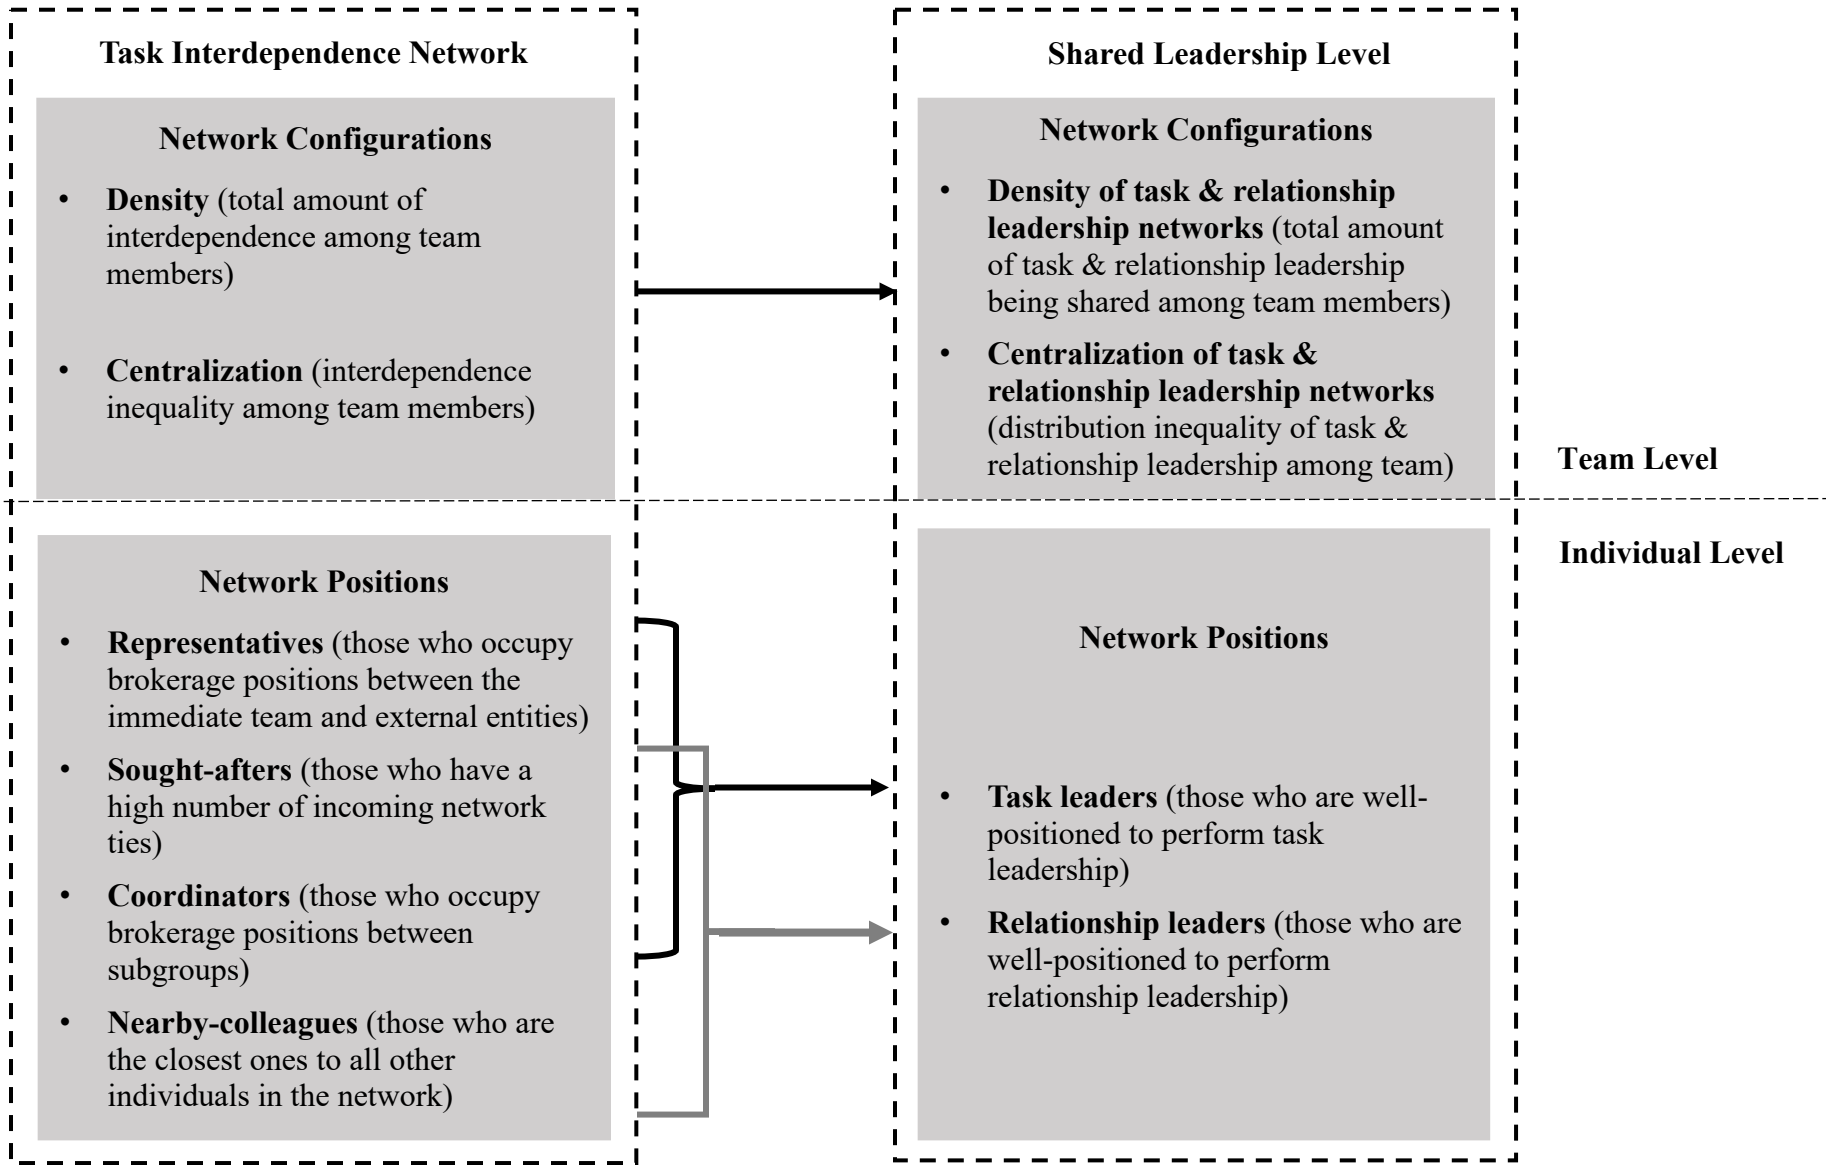 Task Interdependence Network
Network Configurations
• Density (total amount of
interdependence among team
members)
• Centralization (interdependence
inequality among team members)
Shared Leadership Level
Network Configurations
• Density of task & relationship
leadership networks (total amount
of task & relationship leadership
being shared among team members)
• Centralization of task &
relationship leadership networks
(distribution inequality of task &
relationship leadership among team)
Team Level
Individual Level
Network Positions
• Representatives (those who occupy
brokerage positions between the
immediate team and external entities)
• Sought-afters (those who have a
high number of incoming network
ties)
• Coordinators (those who occupy
brokerage positions between
subgroups)
• Nearby-colleagues (those who are
the closest ones to all other
individuals in the network)
Network Positions
• Task leaders (those who are well-
positioned to perform task
leadership)
• Relationship leaders (those who are
well-positioned to perform
relationship leadership)